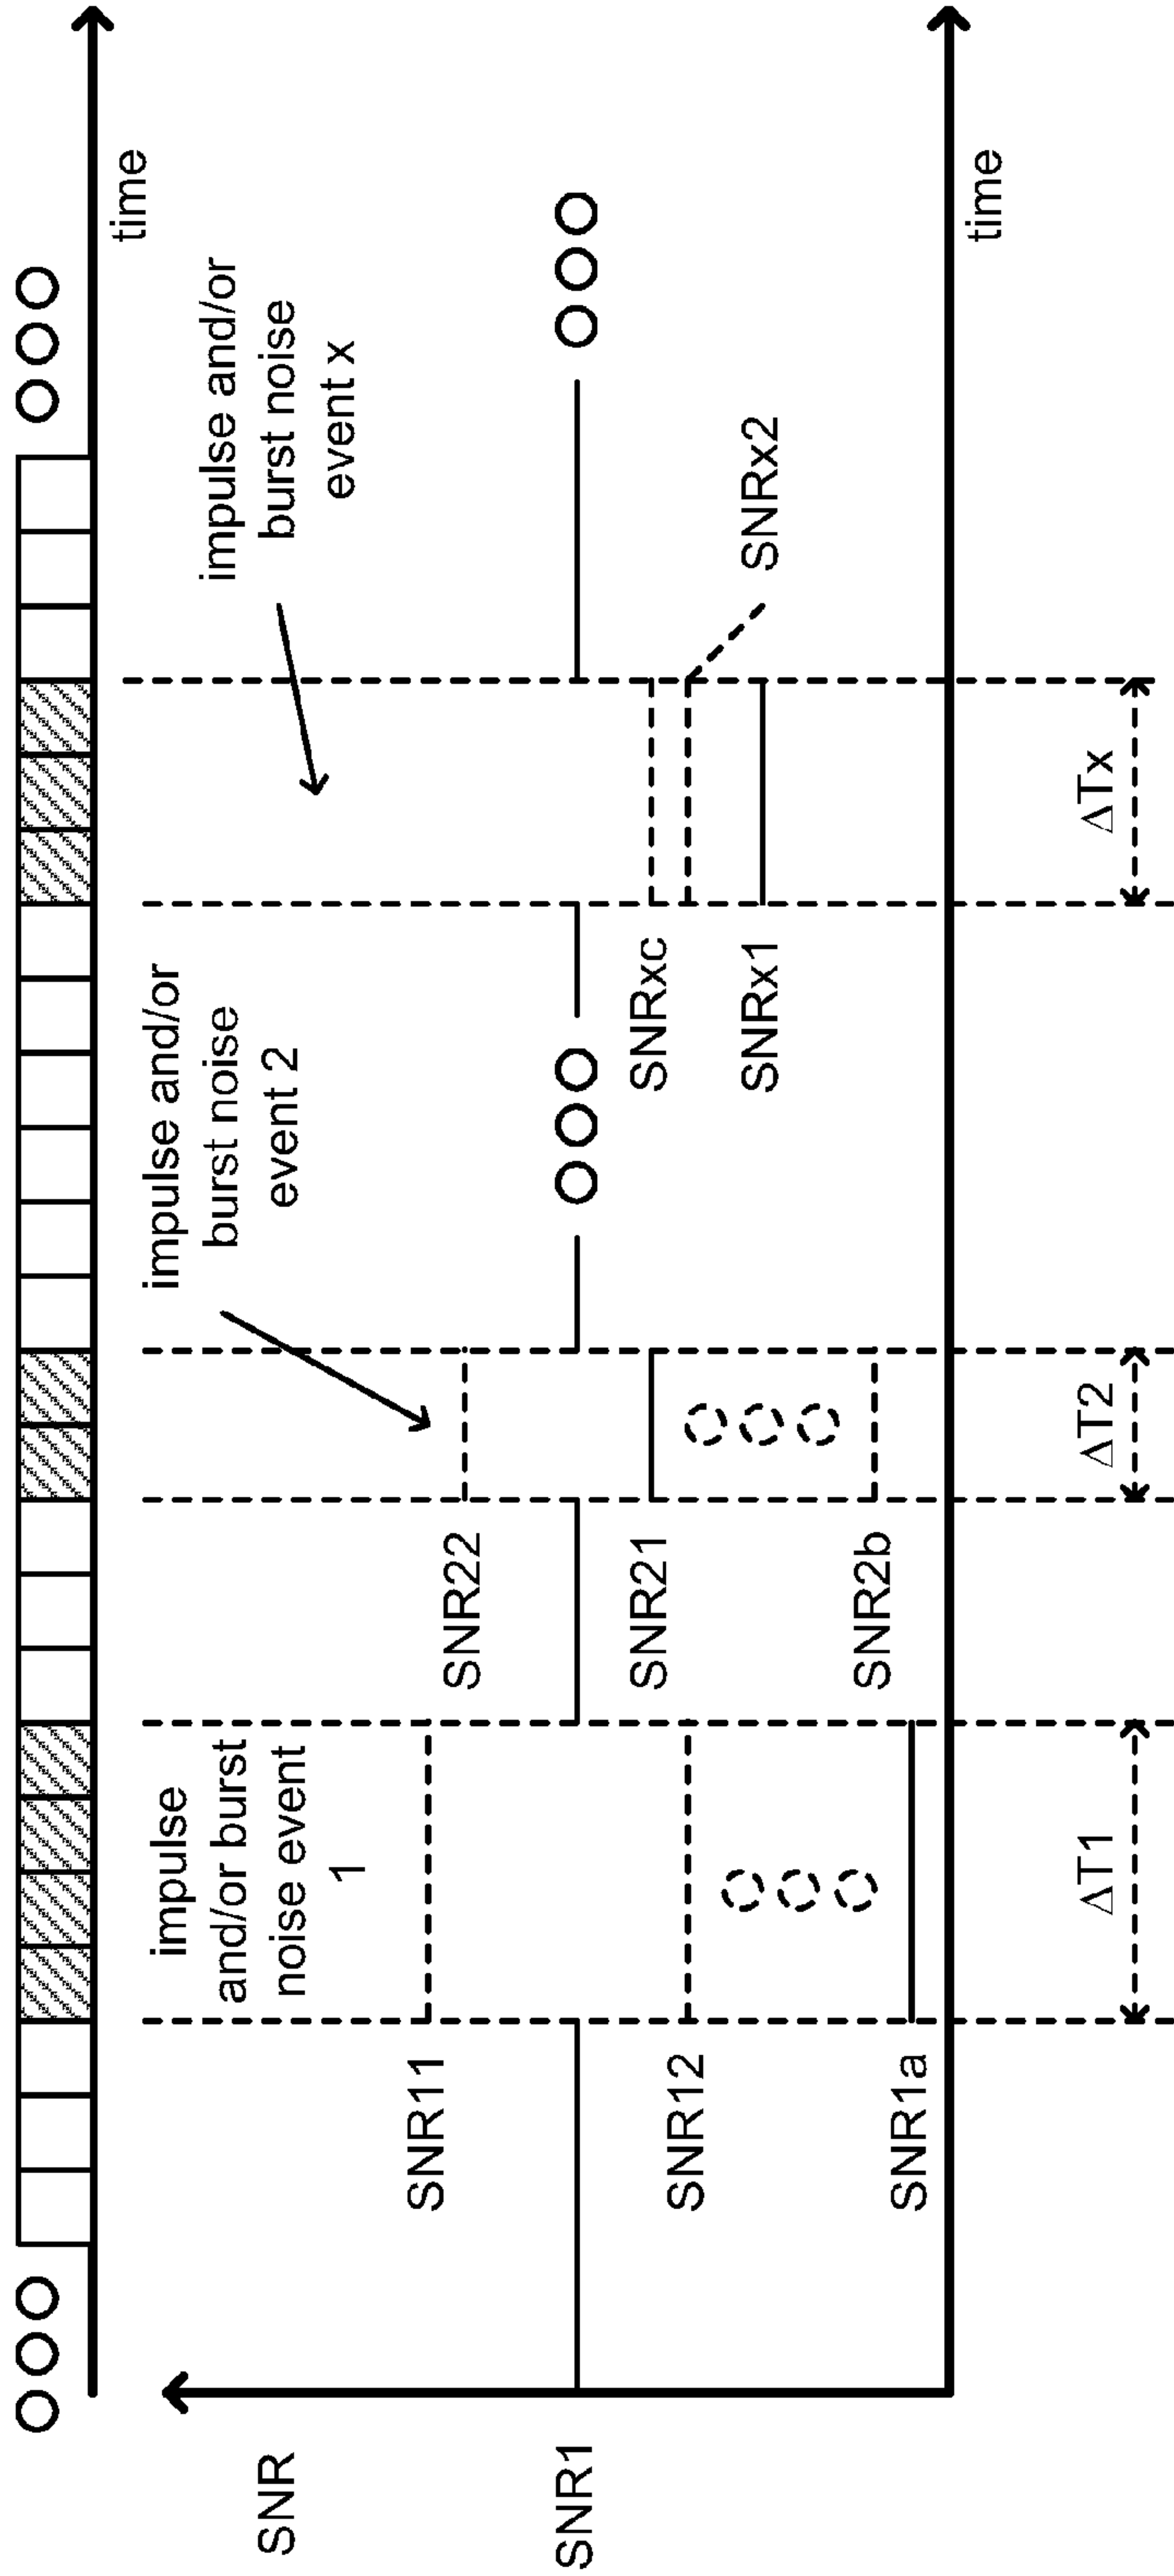 time
impulse
and/or burst
noise event
1
impulse and/or
burst noise
event 2
impulse and/or
burst noise
event x
SNR
SNR11
SNR22
SNR1
SNR12
SNR21
SNRxc
SNRx1
SNRx2
SNR1a
SNR2b
time
ΔT1
ΔT2
ΔTx